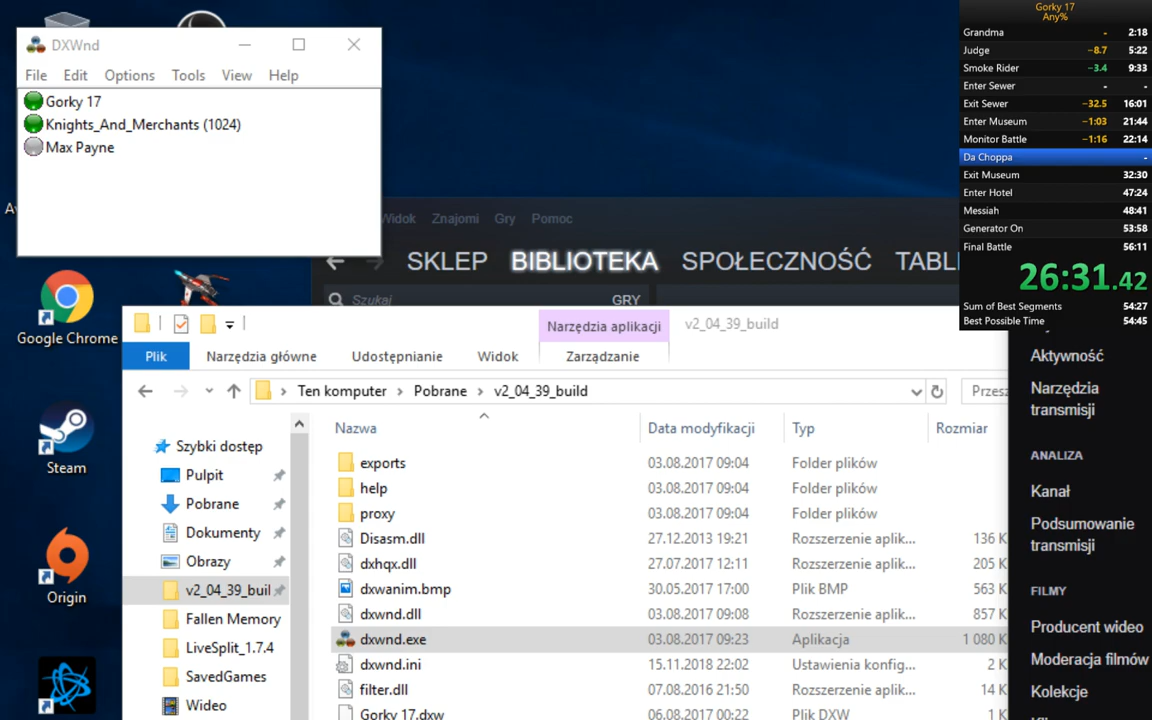 DXWnd
File Edit Options Tools View Help
Gorky 17
Knights_And_Merchants (1024)
Max Payne
Google Chrome
Steam
Origin
Widok Znajomi Gry Pomoc
SKLEP BIBLIOTEKA SPOŁECZNOŚĆ
Szukaj GRY
Narzędzia aplikacji v2_04_39_build
Plik Narzędzia główne Udostępnianie Widok Zarządzanie
Ten komputer Pobrane v2_04_39_build
Nazwa Data modyfikacji Typ Rozmiar
Szybki dostęp
Pulpit
Pobrane
Dokumenty
Obrazy
v2_04_39_buil
Fallen Memory
LiveSplit_1.7.4
SavedGames
Wideo
exports 03.08.2017 09:04 Folder plików
help 03.08.2017 09:04 Folder plików
proxy 03.08.2017 09:04 Folder plików
Disasm.dll 27.12.2013 19:21 Rozszerzenie aplik... 136 K
dxhqx.dll 27.07.2017 12:11 Rozszerzenie aplik... 205 K
dxwanim.bmp 30.05.2017 17:00 Plik BMP 563 K
dxwnd.dll 03.08.2017 09:08 Rozszerzenie aplik... 857 K
dxwnd.exe 03.08.2017 09:23 Aplikacja 1 080 K
dxwnd.ini 15.11.2018 22:02 Ustawienia konfig... 2 K
filter.dll 07.08.2016 21:50 Rozszerzenie aplik... 14 K
Gorky 17.dxw 06.08.2017 00:22 Plik DXW 1 K
Gorky 17
Any%
Grandma - 2:18
Judge −8.7 5:22
Smoke Rider −3.4 9:33
Enter Sewer - -
Exit Sewer −32.5 16:01
Enter Museum −1:03 21:44
Monitor Battle −1:16 22:14
Da Choppa -
Exit Museum 32:30
Enter Hotel 47:24
Messiah 48:41
Generator On 53:58
Final Battle 56:11
26:31.42
Sum of Best Segments 54:27
Best Possible Time 54:45
Aktywność
Narzędzia
transmisji
ANALIZA
Kanał
Podsumowanie
transmisji
FILMY
Producent wideo
Moderacja filmów
Kolekcje